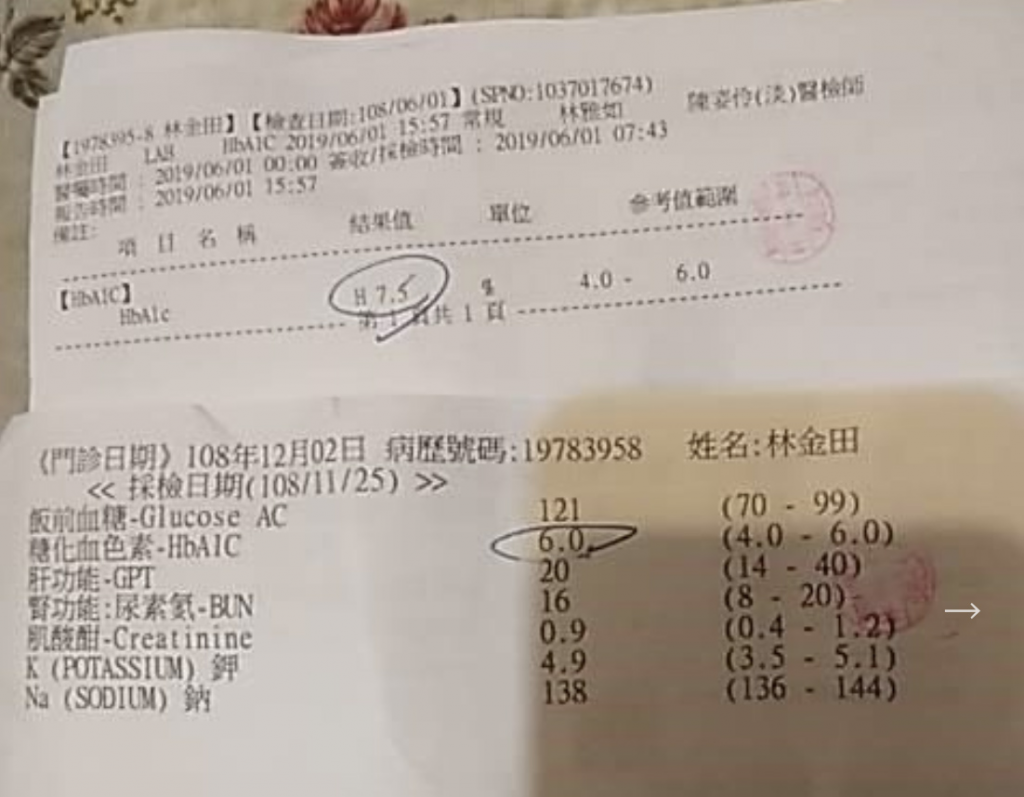 【1978395-8 林金田】【檢查日期:108/06/01】(SPNO:1037017674)
林金田 LAB HbA1C 2019/06/01 15:57 常規 林雅如 陳姿伶(淡)醫檢師
醫囑時間 : 2019/06/01 00:00 簽收/採檢時間 : 2019/06/01 07:43
報告時間 : 2019/06/01 15:57
備註:
項 目 名 稱 結果值 單位 參考值範圍
【HbA1C】
HbA1c H 7.5 % 4.0 - 6.0
第 1 頁共 1 頁
《門診日期》108年12月02日 病歷號碼:19783958 姓名:林金田
<< 採檢日期(108/11/25) >>
飯前血糖-Glucose AC 121 (70 - 99)
糖化血色素-HbA1C 6.0 (4.0 - 6.0)
肝功能-GPT 20 (14 - 40)
腎功能:尿素氮-BUN 16 (8 - 20)
肌酸酣-Creatinine 0.9 (0.4 - 1.2)
K (POTASSIUM) 鉀 4.9 (3.5 - 5.1)
Na (SODIUM) 鈉 138 (136 - 144)
→